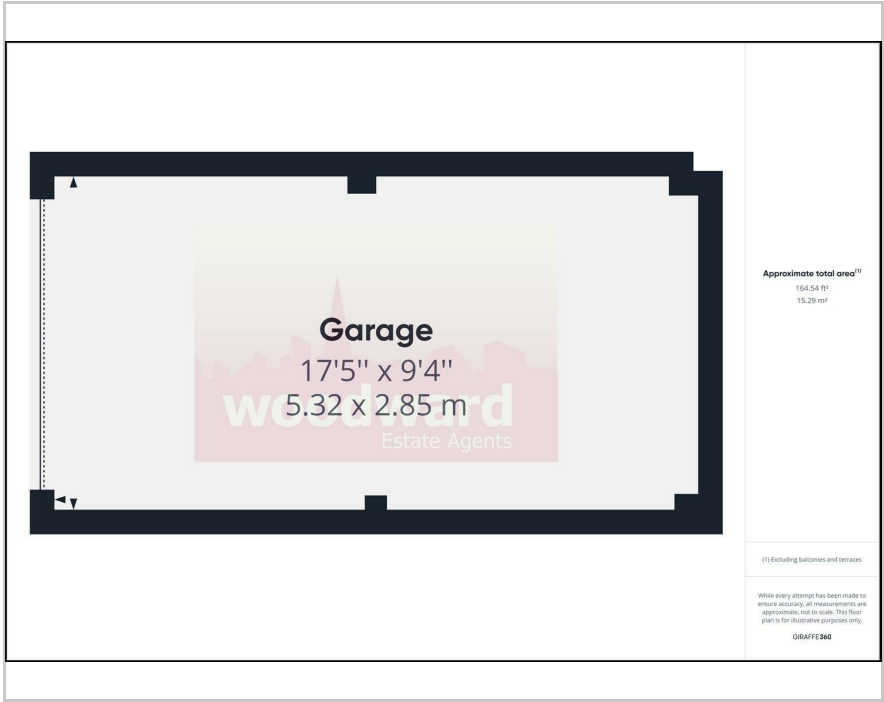 Garage
17'5'' x 9'4''
5.32 x 2.85 m
woodward
Estate Agents
Approximate total area(1)
164.54 ft²
15.29 m²
(1) Excluding balconies and terraces
While every attempt has been made to
ensure accuracy, all measurements are
approximate, not to scale. This floor
plan is for illustrative purposes only.
GIRAFFE360